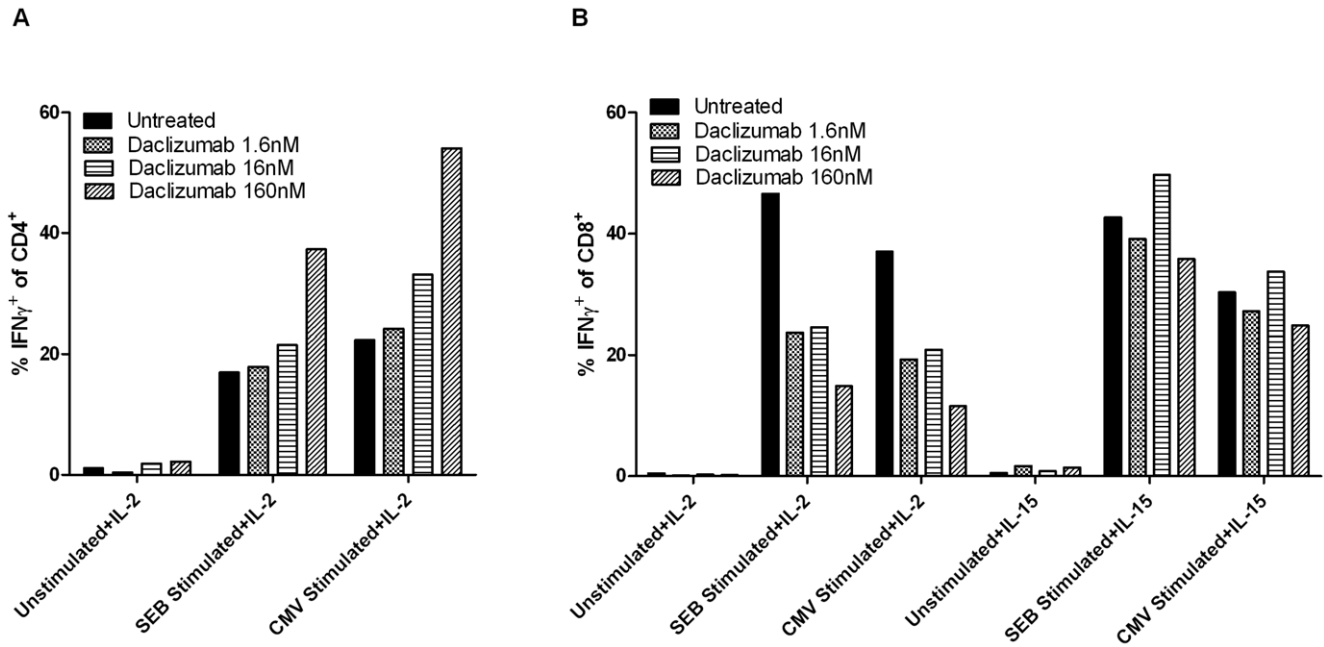 A
% IFNγ⁺ of CD4⁺
60
40
20
0
Untreated
Daclizumab 1.6nM
Daclizumab 16nM
Daclizumab 160nM
Unstimulated+IL-2
SEB Stimulated+IL-2
CMV Stimulated+IL-2
B
% IFNγ⁺ of CD8⁺
60
40
20
0
Untreated
Daclizumab 1.6nM
Daclizumab 16nM
Daclizumab 160nM
Unstimulated+IL-2
SEB Stimulated+IL-2
CMV Stimulated+IL-2
Unstimulated+IL-15
SEB Stimulated+IL-15
CMV Stimulated+IL-15